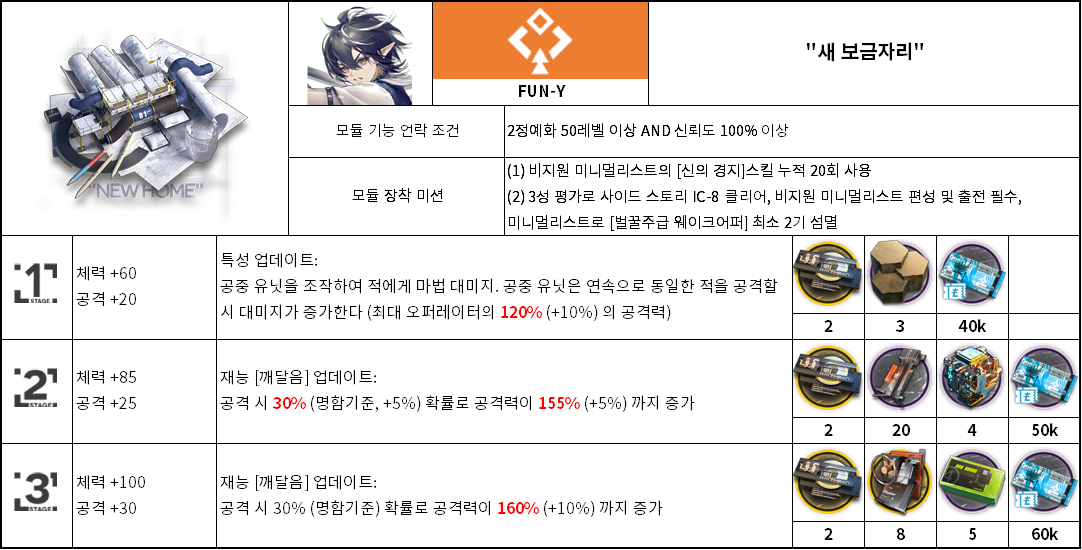 "NEW HOME"
FUN-Y
"새 보금자리"
모듈 기능 언락 조건
2정예화 50레벨 이상 AND 신뢰도 100% 이상
모듈 장착 미션
(1) 비지원 미니멀리스트의 [신의 경지]스킬 누적 20회 사용
(2) 3성 평가로 사이드 스토리 IC-8 클리어, 비지원 미니멀리스트 편성 및 출전 필수,
미니멀리스트로 [벌꿀주급 웨이크어퍼] 최소 2기 섬멸
1
STAGE
체력 +60
공격 +20
특성 업데이트:
공중 유닛을 조작하여 적에게 마법 대미지. 공중 유닛은 연속으로 동일한 적을 공격할
시 대미지가 증가한다 (최대 오퍼레이터의 120% (+10%) 의 공격력)
2
3
40k
2
STAGE
체력 +85
공격 +25
재능 [깨달음] 업데이트:
공격 시 30% (명함기준, +5%) 확률로 공격력이 155% (+5%) 까지 증가
2
20
4
50k
3
STAGE
체력 +100
공격 +30
재능 [깨달음] 업데이트:
공격 시 30% (명함기준) 확률로 공격력이 160% (+10%) 까지 증가
2
8
5
60k